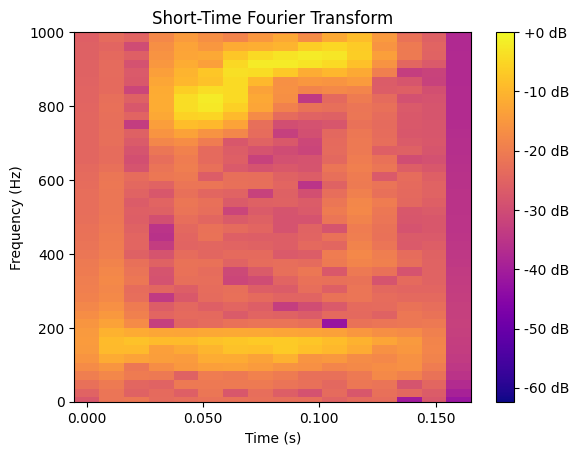 Short-Time Fourier Transform
1000
800
600
400
200
0
Frequency (Hz)
0.000
0.050
0.100
0.150
Time (s)
+0 dB
-10 dB
-20 dB
-30 dB
-40 dB
-50 dB
-60 dB